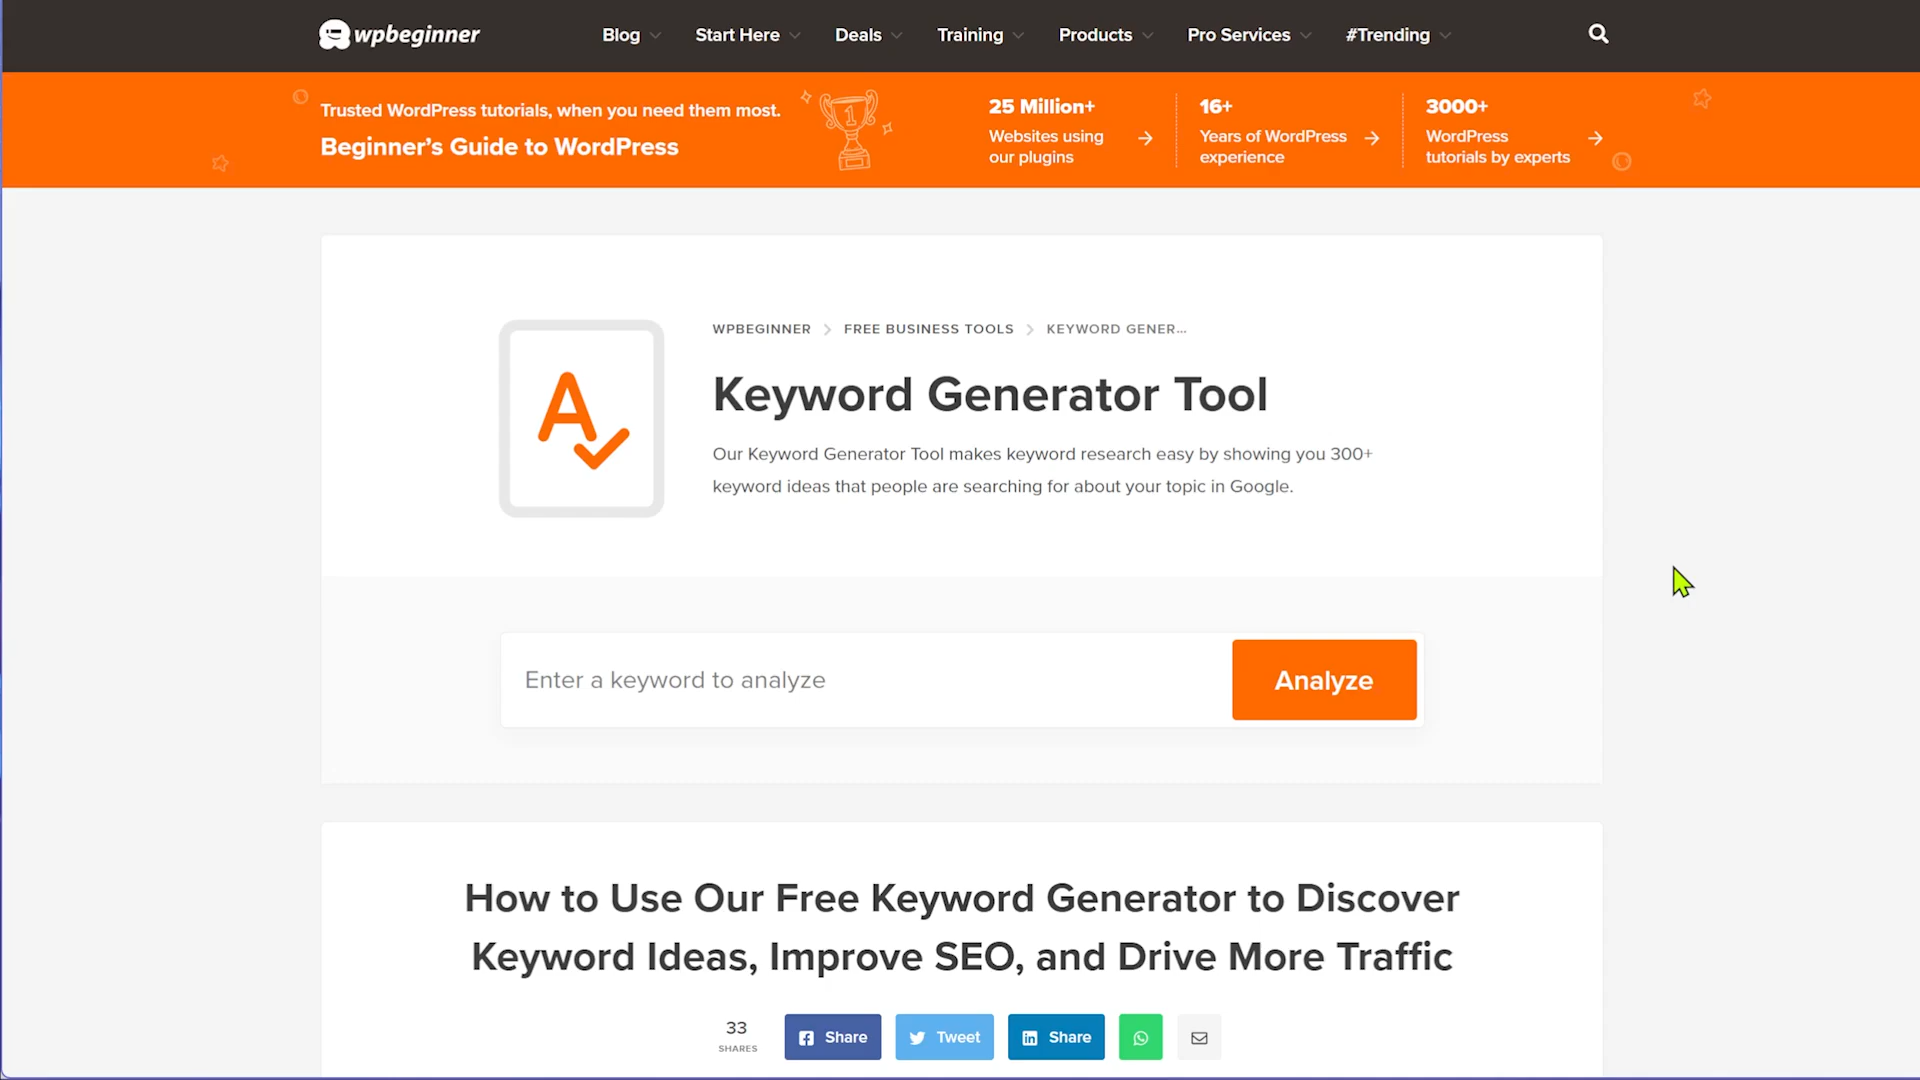 wpbeginner
Blog
Start Here
Deals
Training
Products
Pro Services
#Trending
Trusted WordPress tutorials, when you need them most.
Beginner's Guide to WordPress
1
25 Million+
Websites using
our plugins
16+
Years of WordPress
experience
3000+
WordPress
tutorials by experts
WPBEGINNER
FREE BUSINESS TOOLS
KEYWORD GENER...
A
Keyword Generator Tool
Our Keyword Generator Tool makes keyword research easy by showing you 300+
keyword ideas that people are searching for about your topic in Google.
Enter a keyword to analyze
Analyze
How to Use Our Free Keyword Generator to Discover
Keyword Ideas, Improve SEO, and Drive More Traffic
33
SHARES
Share
Tweet
Share